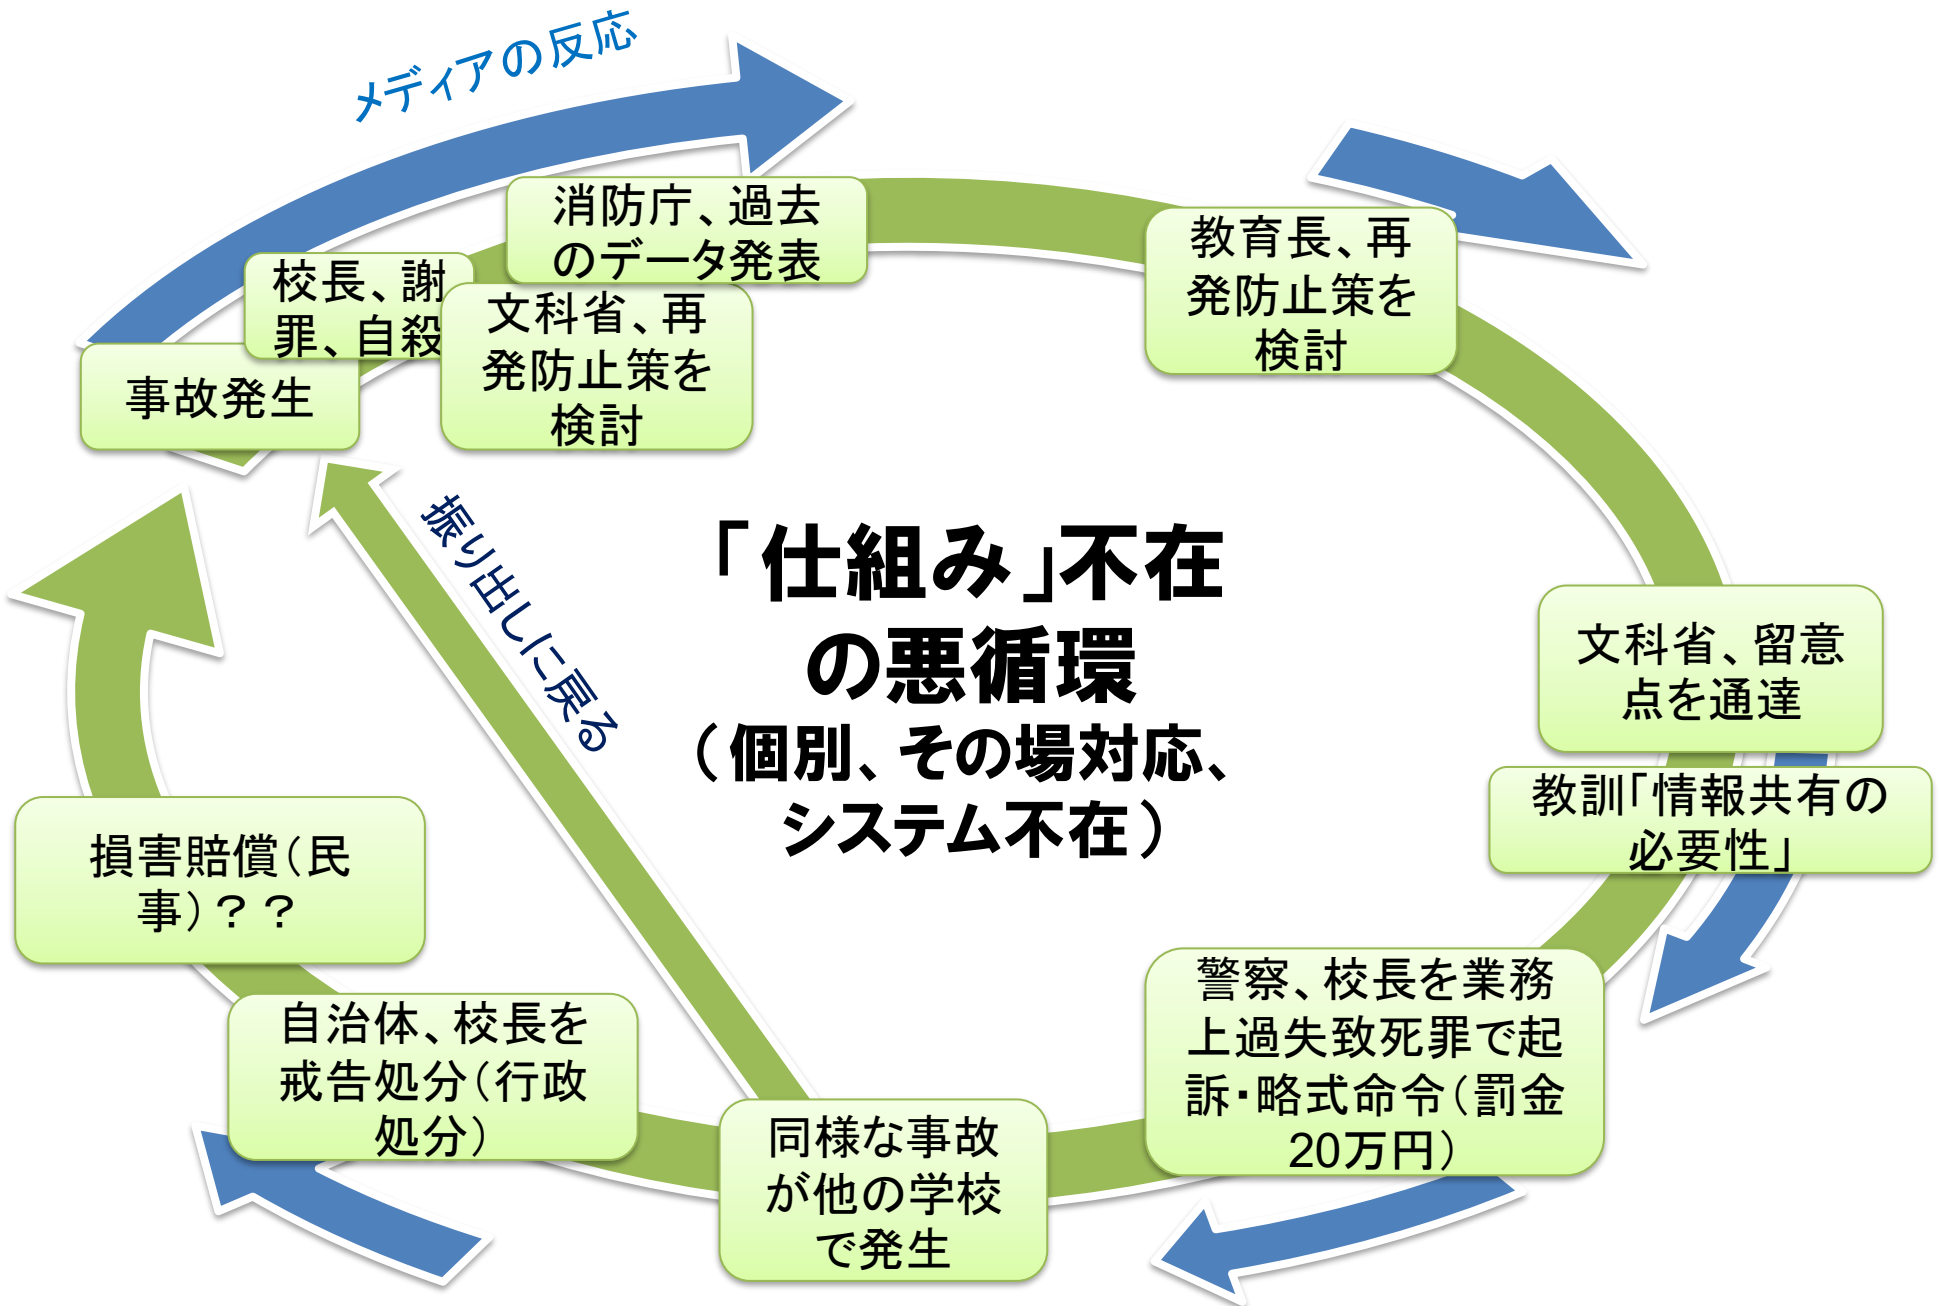 メディアの反応
消防庁、過去
のデータ発表
校長、謝
罪、自殺
事故発生
文科省、再
発防止策を
検討
教育長、再
発防止策を
検討
振り出しに戻る
「仕組み」不在
の悪循環
（個別、その場対応、
システム不在）
文科省、留意
点を通達
教訓「情報共有の
必要性」
警察、校長を業務
上過失致死罪で起
訴・略式命令（罰金
20万円）
同様な事故
が他の学校
で発生
自治体、校長を
戒告処分（行政
処分）
損害賠償（民
事）？？